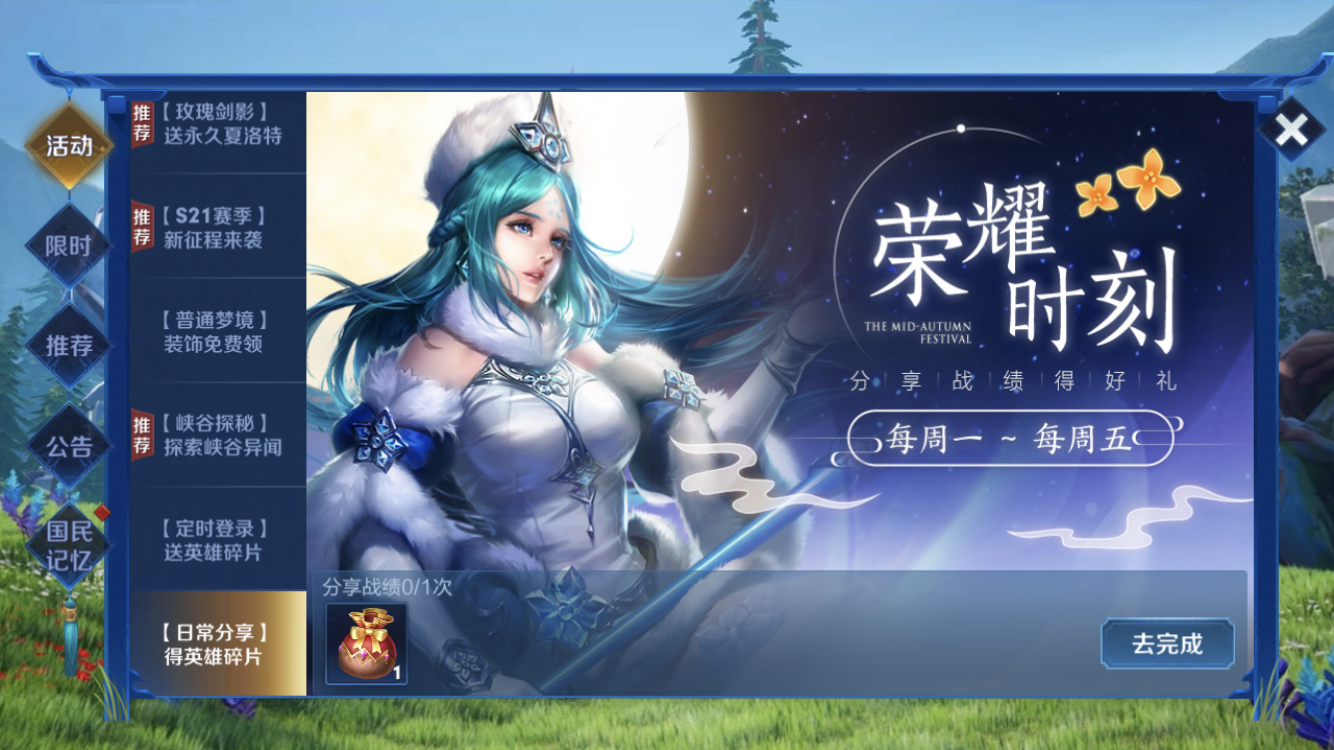 活动
限时
推荐
公告
国民
记忆
推荐
【玫瑰剑影】
送永久夏洛特
推荐
【S21赛季】
新征程来袭
【普通梦境】
装饰免费领
推荐
【峡谷探秘】
探索峡谷异闻
【定时登录】
送英雄碎片
【日常分享】
得英雄碎片
荣耀
时刻
THE MID-AUTUMN
FESTIVAL
分享战绩得好礼
每周一 ~ 每周五
分享战绩0/1次
1
去完成